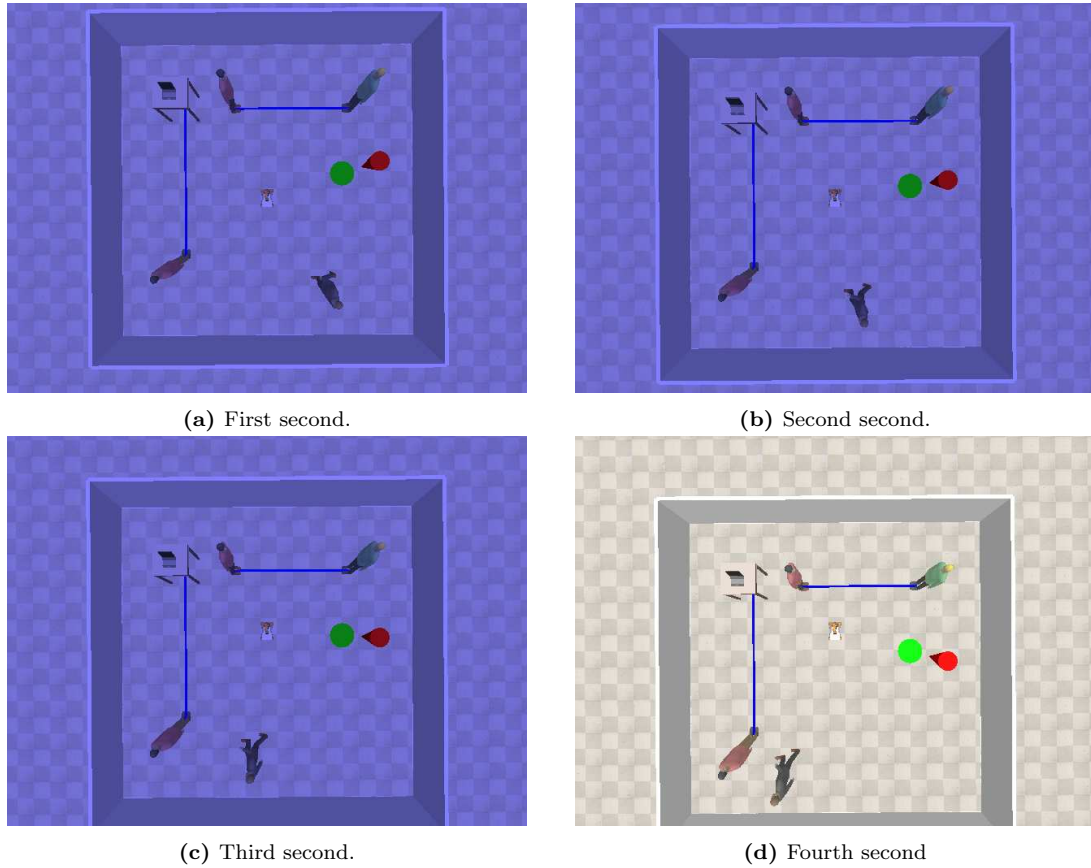 (a) First second.
(b) Second second.
(c) Third second.
(d) Fourth second